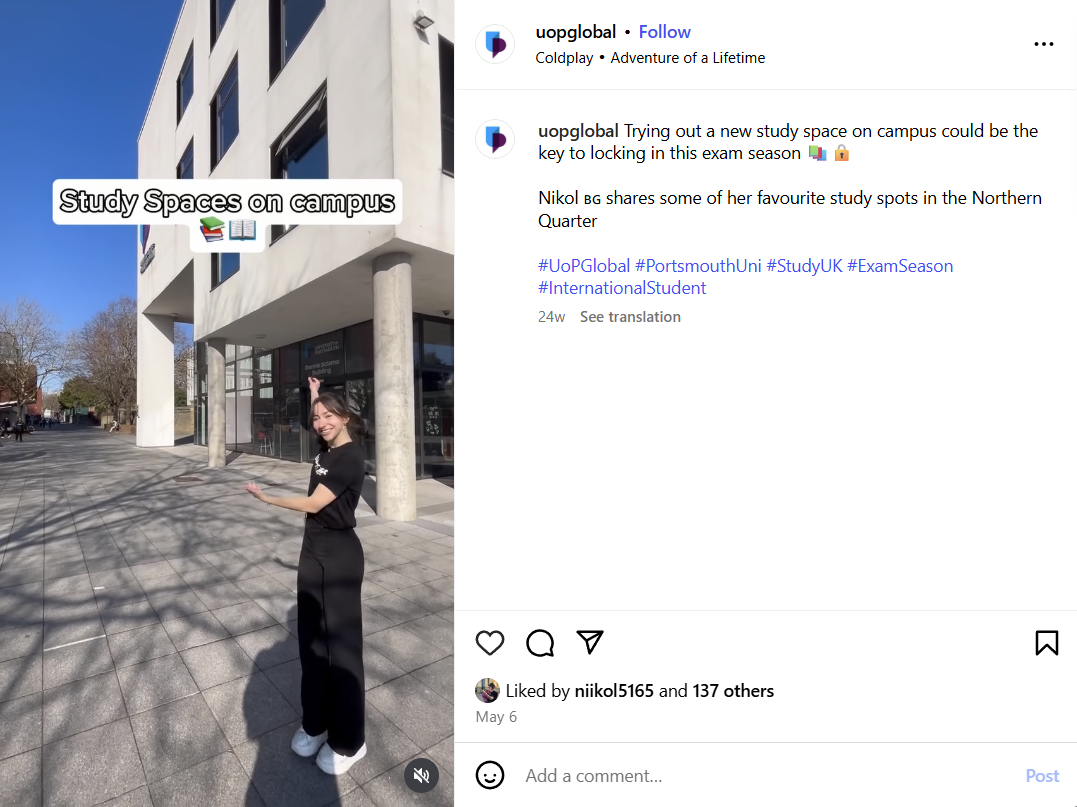 Study Spaces on campus
uopglobal • Follow
Coldplay • Adventure of a Lifetime
uopglobal Trying out a new study space on campus could be the
key to locking in this exam season 📚 🔒
Nikol ʙɢ shares some of her favourite study spots in the Northern
Quarter
#UoPGlobal #PortsmouthUni #StudyUK #ExamSeason
#InternationalStudent
24w See translation
Liked by niikol5165 and 137 others
May 6
Add a comment... Post